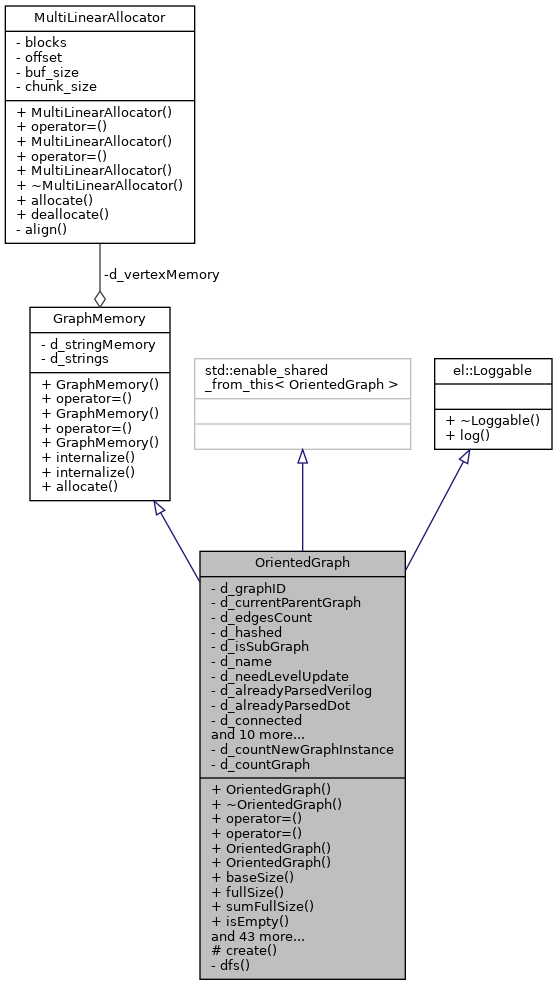 MultiLinearAllocator
- blocks
- offset
- buf_size
- chunk_size
+ MultiLinearAllocator()
+ operator=()
+ MultiLinearAllocator()
+ operator=()
+ MultiLinearAllocator()
+ ~MultiLinearAllocator()
+ allocate()
+ deallocate()
- align()
-d_vertexMemory
GraphMemory
- d_stringMemory
- d_strings
+ GraphMemory()
+ operator=()
+ GraphMemory()
+ operator=()
+ GraphMemory()
+ internalize()
+ internalize()
+ allocate()
std::enable_shared
_from_this< OrientedGraph >
el::Loggable
+ ~Loggable()
+ log()
OrientedGraph
- d_graphID
- d_currentParentGraph
- d_edgesCount
- d_hashed
- d_isSubGraph
- d_name
- d_needLevelUpdate
- d_alreadyParsedVerilog
- d_alreadyParsedDot
- d_connected
and 10 more...
- d_countNewGraphInstance
- d_countGraph
+ OrientedGraph()
+ ~OrientedGraph()
+ operator=()
+ operator=()
+ OrientedGraph()
+ OrientedGraph()
+ baseSize()
+ fullSize()
+ sumFullSize()
+ isEmpty()
and 43 more...
# create()
- dfs()